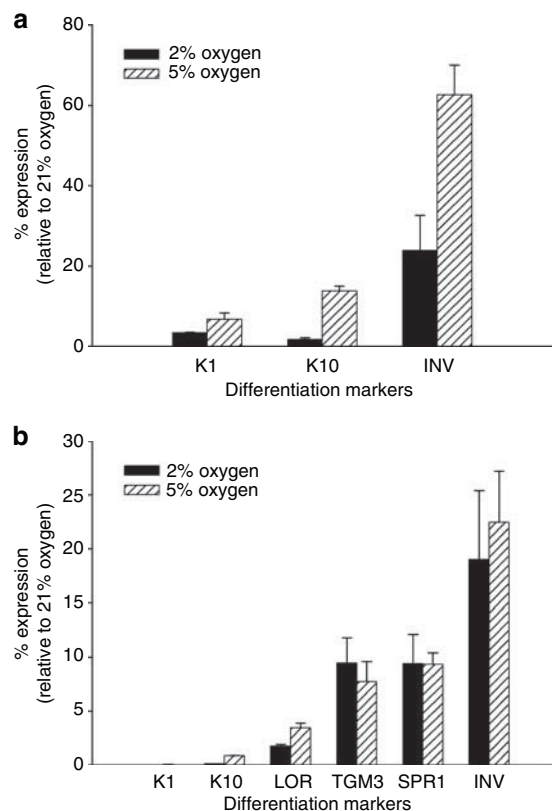 a
80
60
40
20
0
% expression
(relative to 21% oxygen)
2% oxygen
5% oxygen
K1 K10 INV
Differentiation markers
b
30
25
20
15
10
5
0
% expression
(relative to 21% oxygen)
2% oxygen
5% oxygen
K1 K10 LOR TGM3 SPR1 INV
Differentiation markers